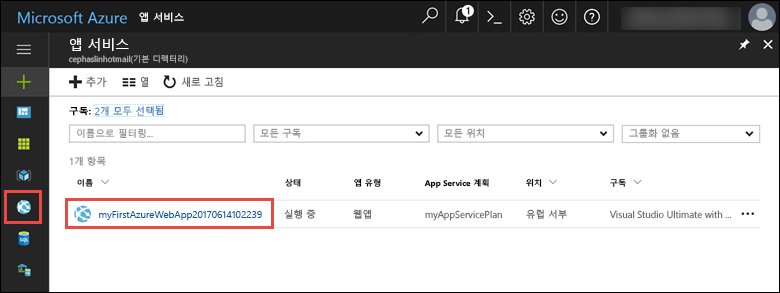 Microsoft Azure 앱 서비스
1
앱 서비스
cephaslinhotmail(기본 디렉터리)
추가 열 새로 고침
구독: 2개 모두 선택됨
이름으로 필터링... 모든 구독 모든 위치 그룹화 없음
1개 항목
이름 상태 앱 유형 App Service 계획 위치 구독
myFirstAzureWebApp20170614102239 실행 중 웹앱 myAppServicePlan 유럽 서부 Visual Studio Ultimate with ...
SQL